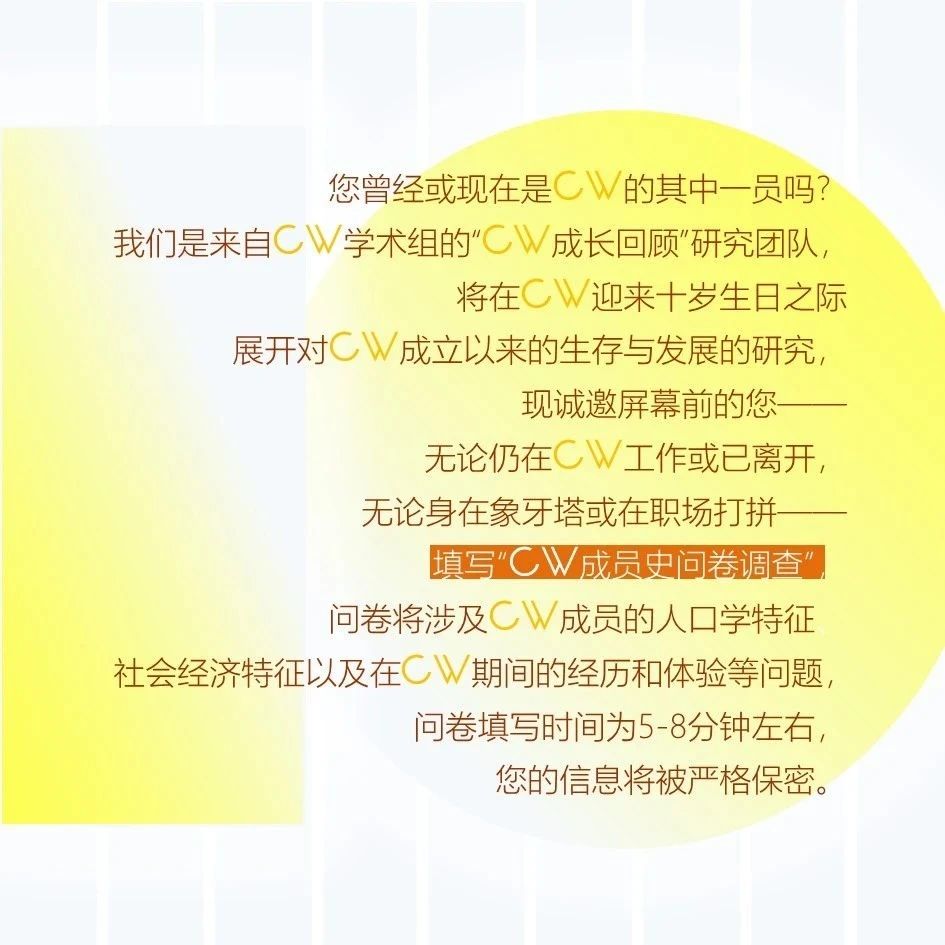 您曾经或现在是CW的其中一员吗？
我们是来自CW学术组的“CW成长回顾”研究团队，
将在CW迎来十岁生日之际
展开对CW成立以来的生存与发展的研究，
现诚邀屏幕前的您——
无论仍在CW工作或已离开，
无论身在象牙塔或在职场打拼——
填写“CW成员史问卷调查”，
问卷将涉及CW成员的人口学特征、
社会经济特征以及在CW期间的经历和体验等问题，
问卷填写时间为5-8分钟左右，
您的信息将被严格保密。